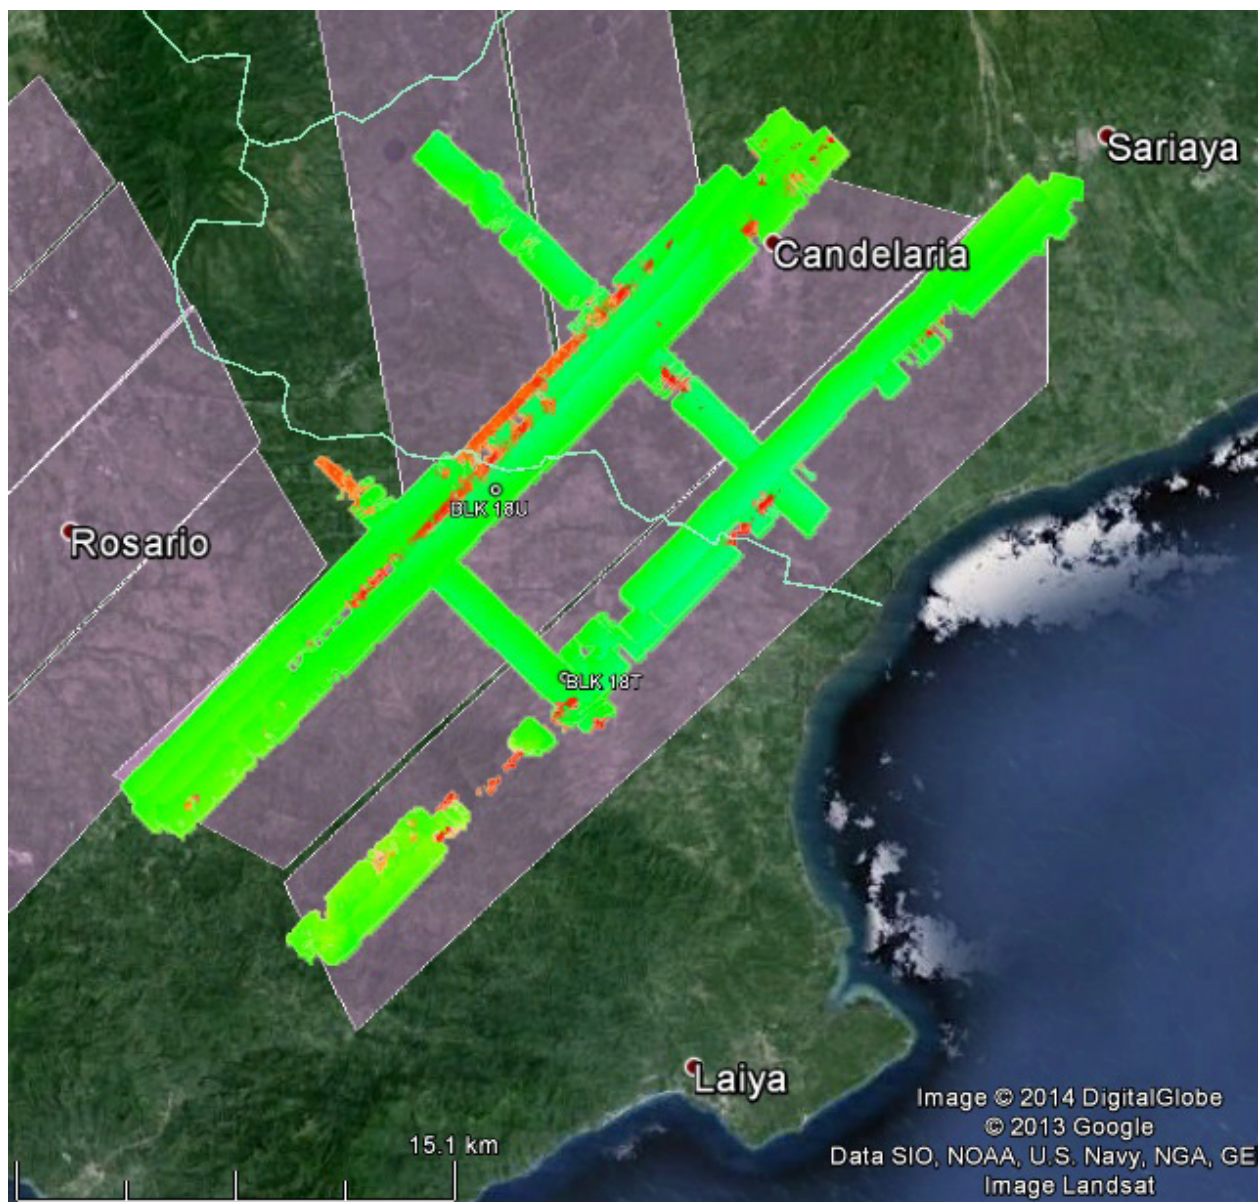 Sariaya
Candelaria
BLK 18U
Rosario
BLK 18T
Laiya
15.1 km
Image © 2014 DigitalGlobe
© 2013 Google
Data SIO, NOAA, U.S. Navy, NGA, GE
Image Landsat